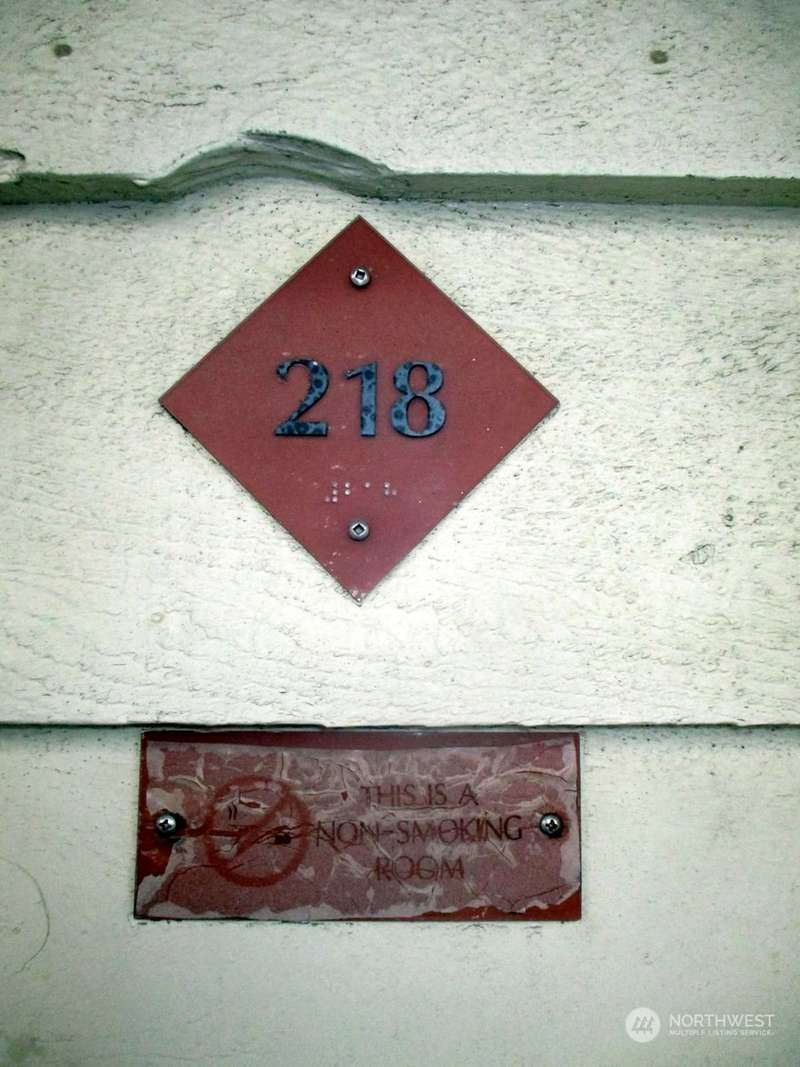 218
THIS IS A
NON-SMOKING
ROOM
NORTHWEST
MULTIPLE LISTING SERVICE